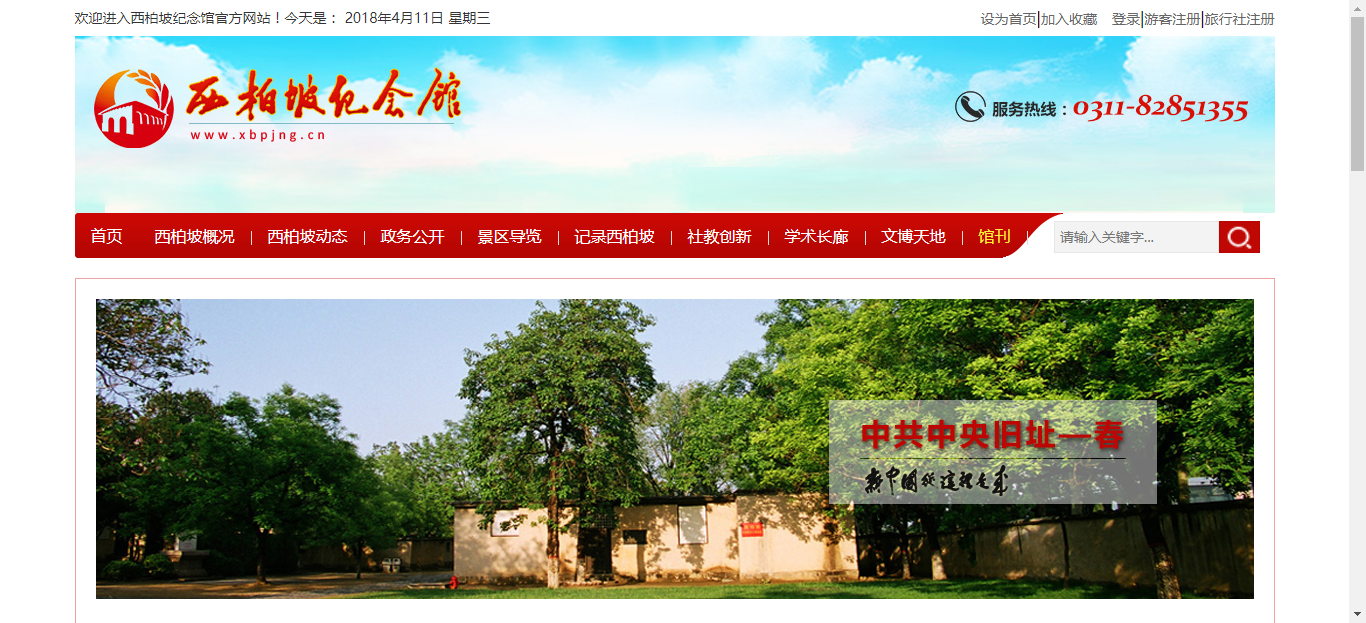 欢迎进入西柏坡纪念馆官方网站！今天是： 2018年4月11日 星期三
设为首页|加入收藏 登录|游客注册|旅行社注册
西柏坡纪念馆
www.xbpjng.cn
服务热线：0311-82851355
首页 西柏坡概况 | 西柏坡动态 | 政务公开 | 景区导览 | 记录西柏坡 | 社教创新 | 学术长廊 | 文博天地 | 馆刊 |
请输入关键字...
中共中央旧址—春
新中国从这里走来